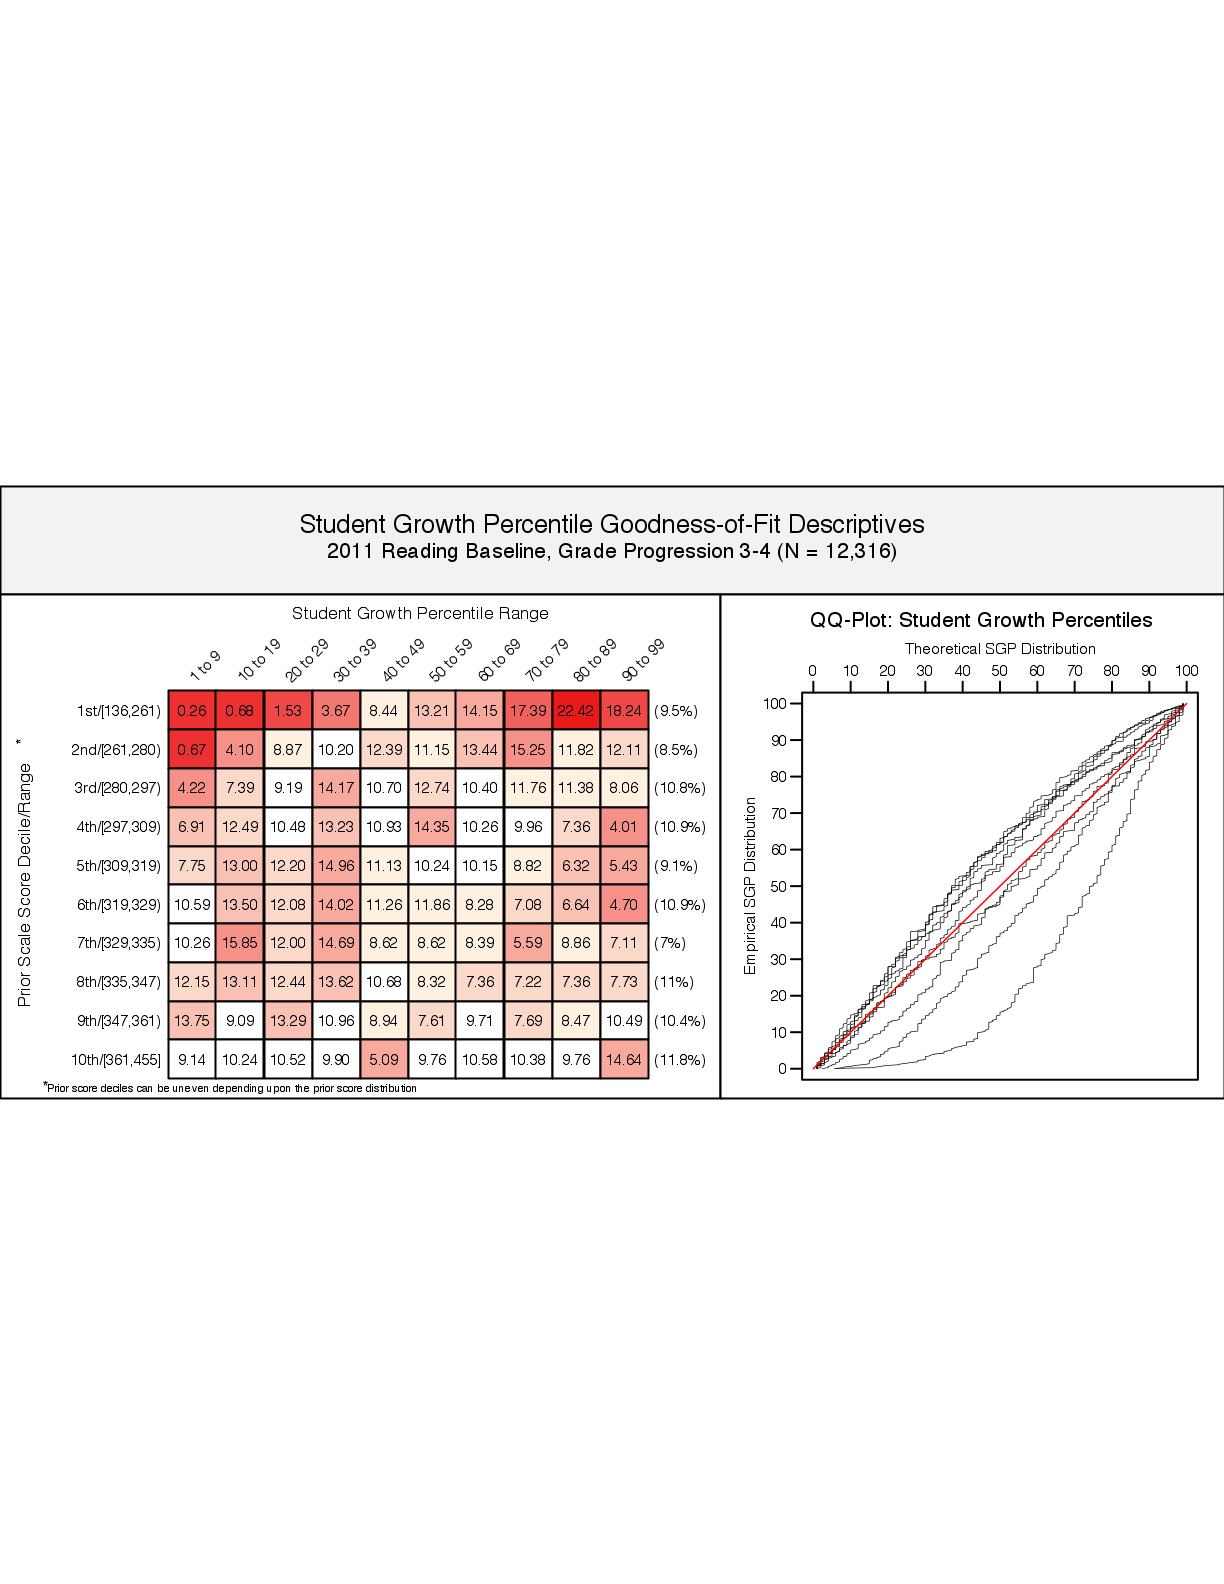 Student Growth Percentile Goodness-of-Fit Descriptives
2011 Reading Baseline, Grade Progression 3-4 (N = 12,316)
Student Growth Percentile Range
1 to 9 10 to 19 20 to 29 30 to 39 40 to 49 50 to 59 60 to 69 70 to 79 80 to 89 90 to 99
Prior Scale Score Decile/Range *
1st/[136,261) 0.26 0.68 1.53 3.67 8.44 13.21 14.15 17.39 22.42 18.24 (9.5%)
2nd/[261,280) 0.67 4.10 8.87 10.20 12.39 11.15 13.44 15.25 11.82 12.11 (8.5%)
3rd/[280,297) 4.22 7.39 9.19 14.17 10.70 12.74 10.40 11.76 11.38 8.06 (10.8%)
4th/[297,309) 6.91 12.49 10.48 13.23 10.93 14.35 10.26 9.96 7.36 4.01 (10.9%)
5th/[309,319) 7.75 13.00 12.20 14.96 11.13 10.24 10.15 8.82 6.32 5.43 (9.1%)
6th/[319,329) 10.59 13.50 12.08 14.02 11.26 11.86 8.28 7.08 6.64 4.70 (10.9%)
7th/[329,335) 10.26 15.85 12.00 14.69 8.62 8.62 8.39 5.59 8.86 7.11 (7%)
8th/[335,347) 12.15 13.11 12.44 13.62 10.68 8.32 7.36 7.22 7.36 7.73 (11%)
9th/[347,361) 13.75 9.09 13.29 10.96 8.94 7.61 9.71 7.69 8.47 10.49 (10.4%)
10th/[361,455] 9.14 10.24 10.52 9.90 5.09 9.76 10.58 10.38 9.76 14.64 (11.8%)
*Prior score deciles can be uneven depending upon the prior score distribution
QQ-Plot: Student Growth Percentiles
Theoretical SGP Distribution
0 10 20 30 40 50 60 70 80 90 100
Empirical SGP Distribution
100
90
80
70
60
50
40
30
20
10
0